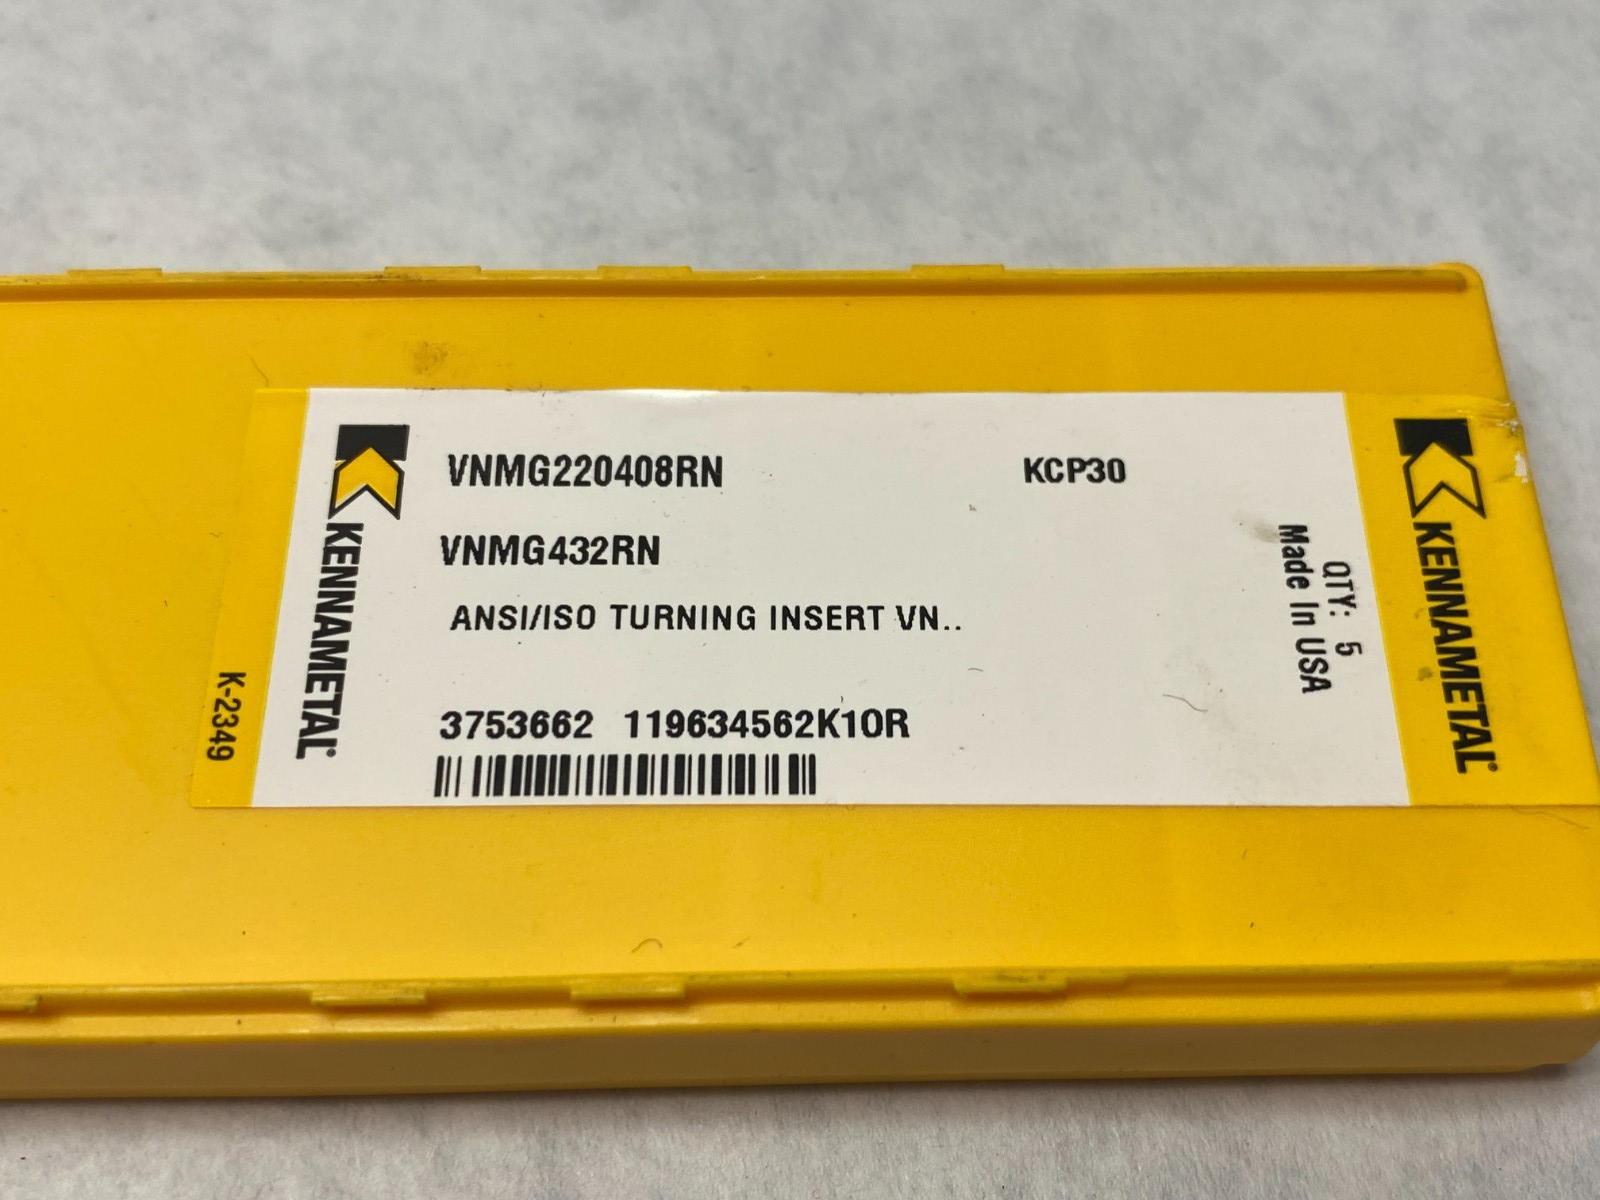 KENNAMETAL
VNMG220408RN
KCP30
VNMG432RN
ANSI/ISO TURNING INSERT VN..
3753662 119634562K10R
QTY: 5
Made In USA
KENNAMETAL
K-2349